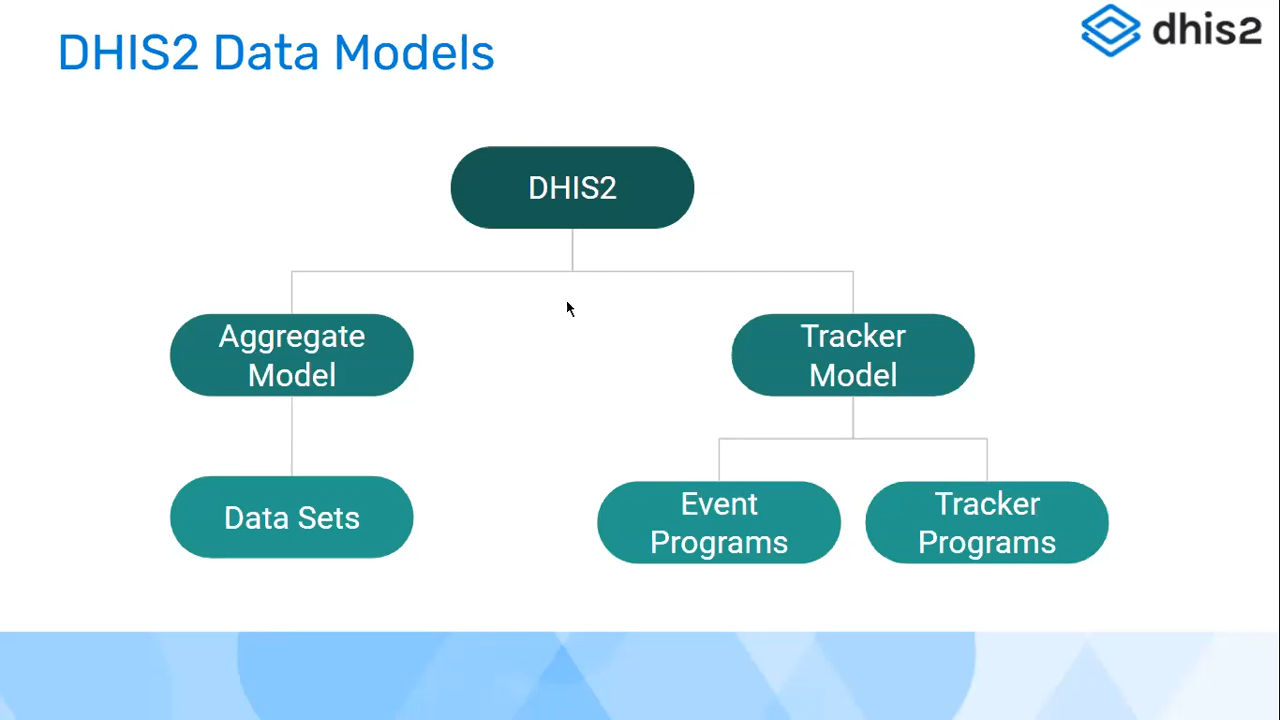 DHIS2 Data Models
dhis2
DHIS2
Aggregate
Model
Tracker
Model
Data Sets
Event
Programs
Tracker
Programs